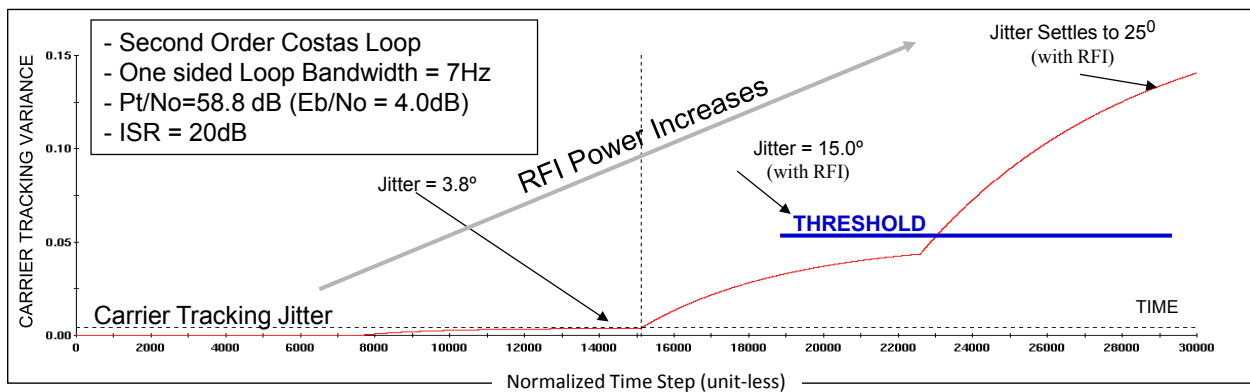 - Second Order Costas Loop
- One sided Loop Bandwidth = 7Hz
- Pt/No=58.8 dB (Eb/No = 4.0dB)
- ISR = 20dB
Jitter Settles to 25⁰
(with RFI)
RFI Power Increases
Jitter = 15.0º
(with RFI)
Jitter = 3.8º
THRESHOLD
Carrier Tracking Jitter
TIME
CARRIER TRACKING VARIANCE
0.15
0.10
0.05
0.00
0 2000 4000 6000 8000 10000 12000 14000 16000 18000 20000 22000 24000 26000 28000 30000
Normalized Time Step (unit-less)